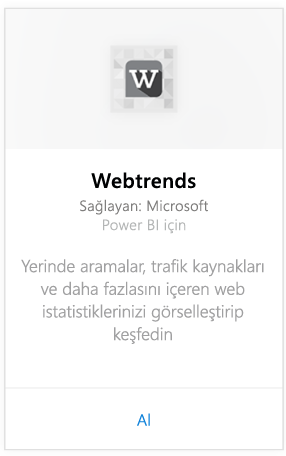 W
Webtrends
Sağlayan: Microsoft
Power BI için
Yerinde aramalar, trafik kaynakları
ve daha fazlasını içeren web
istatistiklerinizi görselleştirip
keşfedin
Al